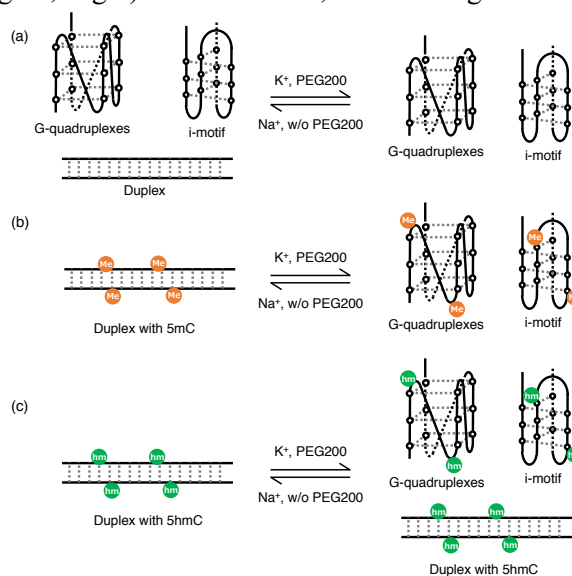 (a)
K⁺, PEG200
Na⁺, w/o PEG200
G-quadruplexes
i-motif
G-quadruplexes
i-motif
Duplex
(b)
Me
Me
Me
Me
Me
Me
Me
K⁺, PEG200
Na⁺, w/o PEG200
Duplex with 5mC
G-quadruplexes
i-motif
(c)
hm
hm
hm
hm
hm
hm
hm
K⁺, PEG200
Na⁺, w/o PEG200
Duplex with 5hmC
G-quadruplexes
i-motif
hm
hm
hm
hm
Duplex with 5hmC